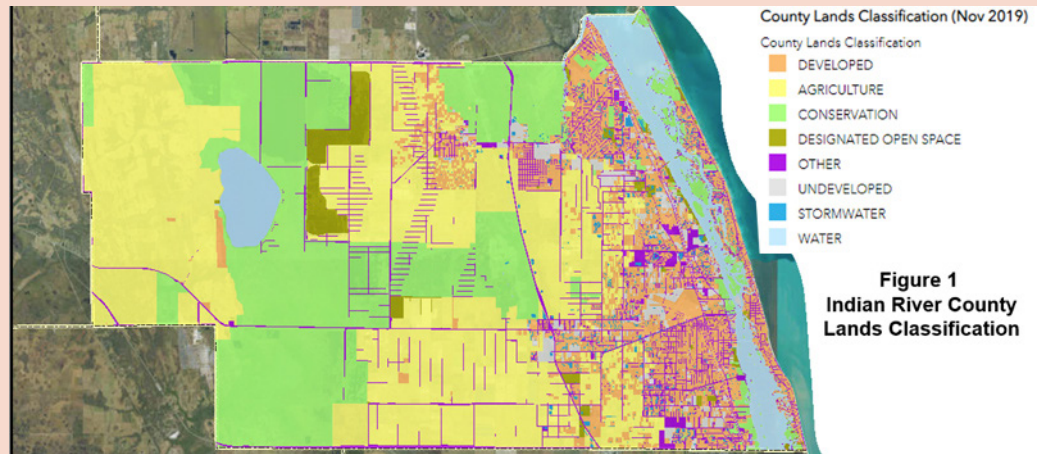 County Lands Classification (Nov 2019)
County Lands Classification
DEVELOPED
AGRICULTURE
CONSERVATION
DESIGNATED OPEN SPACE
OTHER
UNDEVELOPED
STORMWATER
WATER
Figure 1
Indian River County
Lands Classification